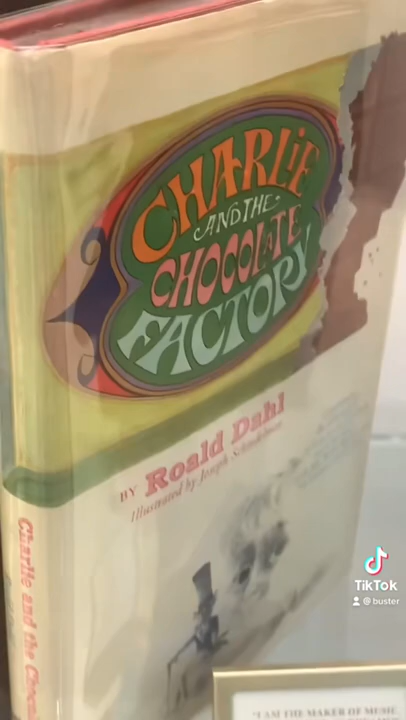 CHARLIE
AND THE
CHOCOLATE
FACTORY
BY Roald Dahl
Illustrated by Joseph Schindelman
Charlie and the Chocol
TikTok
@buster
"I AM THE MAKER OF MUSIC